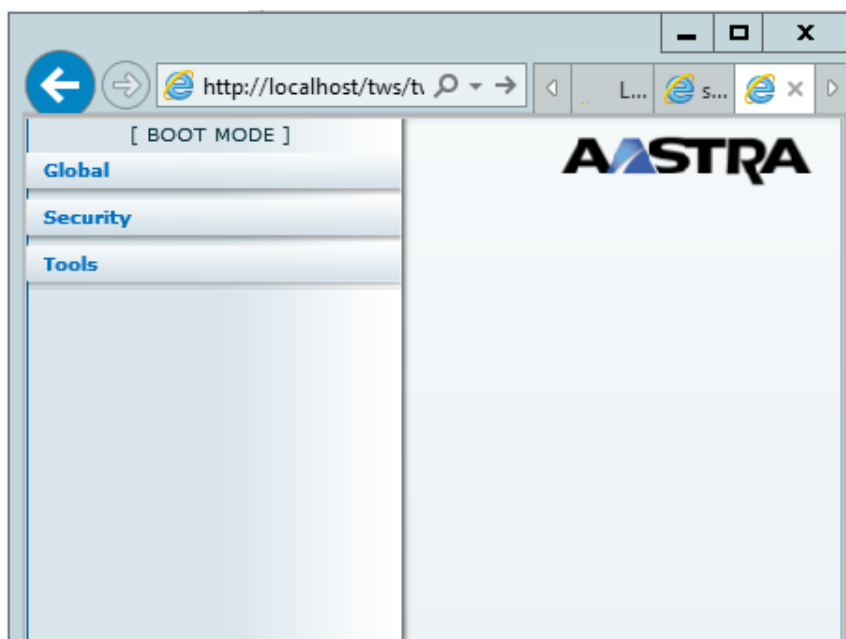 http://localhost/tws/tv
L...
s...
[ BOOT MODE ]
AASTRA
Global
Security
Tools